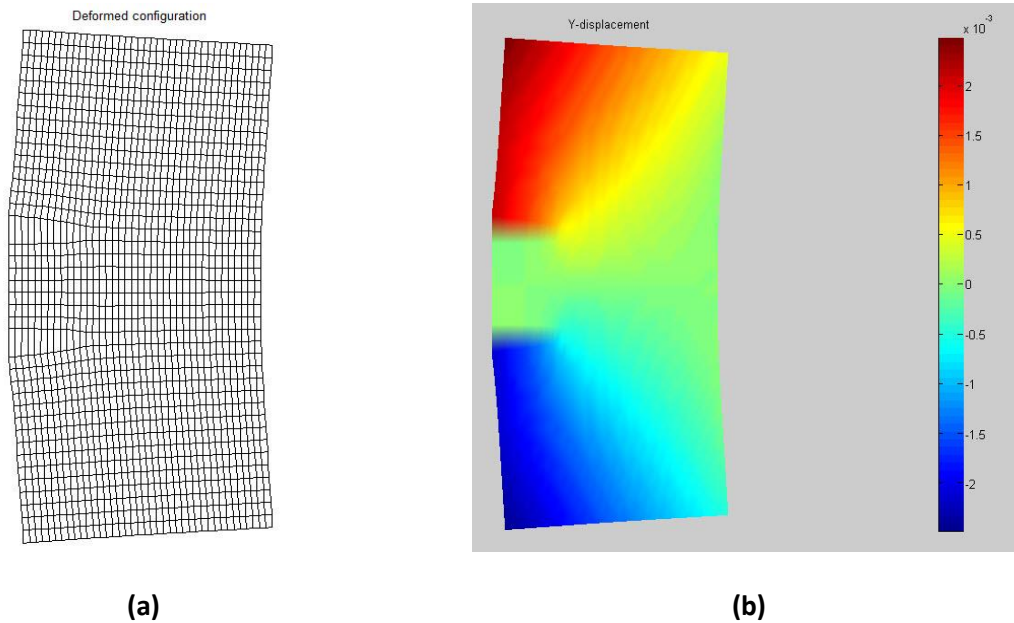 Deformed configuration
Y-displacement
x 10⁻³
2
1.5
1
0.5
0
-0.5
-1
-1.5
-2
(a)
(b)